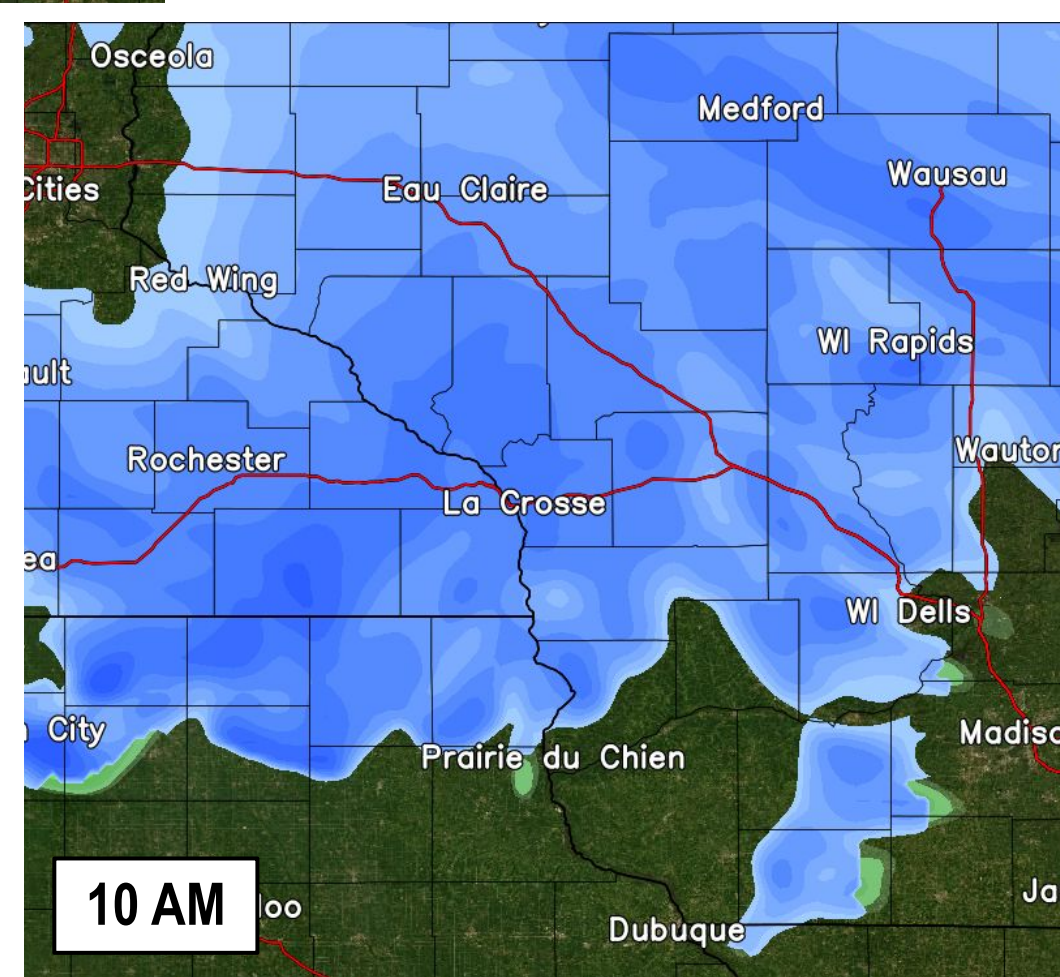 Osceola
Medford
Wausau
Cities
Eau Claire
Red Wing
WI Rapids
ault
Wautor
Rochester
La Crosse
ea
WI Dells
City
Madisc
Prairie du Chien
10 AM
loo
Ja
Dubuque